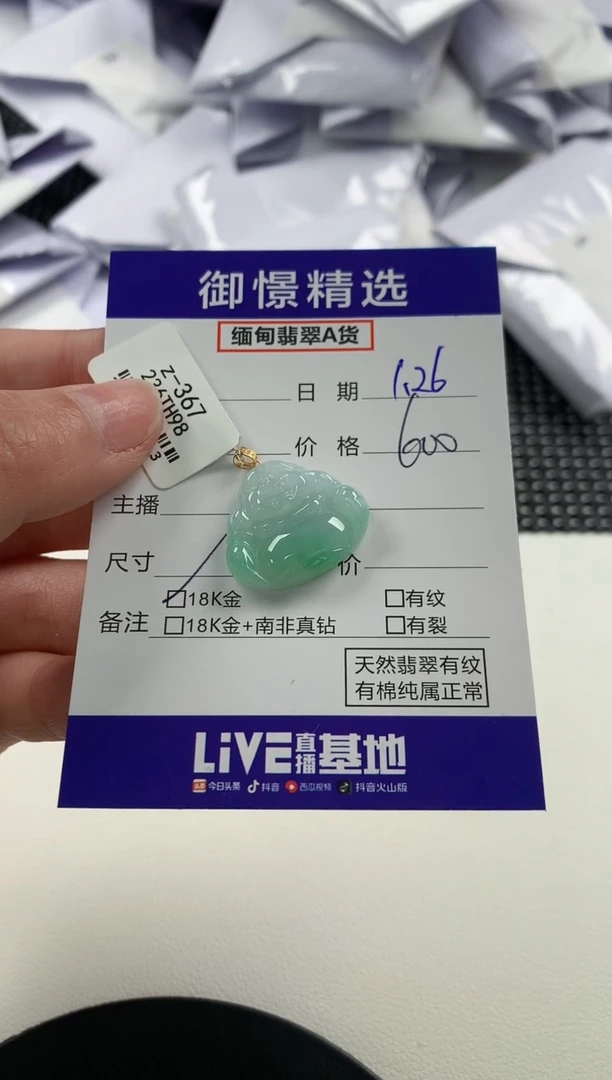 御憬精选
缅甸翡翠A货
Z-367
日期 1.26
价格 600
主播
尺寸 价
18K金 有纹
备注 18K金+南非真钻 有裂
天然翡翠有纹
有棉纯属正常
LiVE直播基地
今日头条 抖音 西瓜视频 抖音火山版